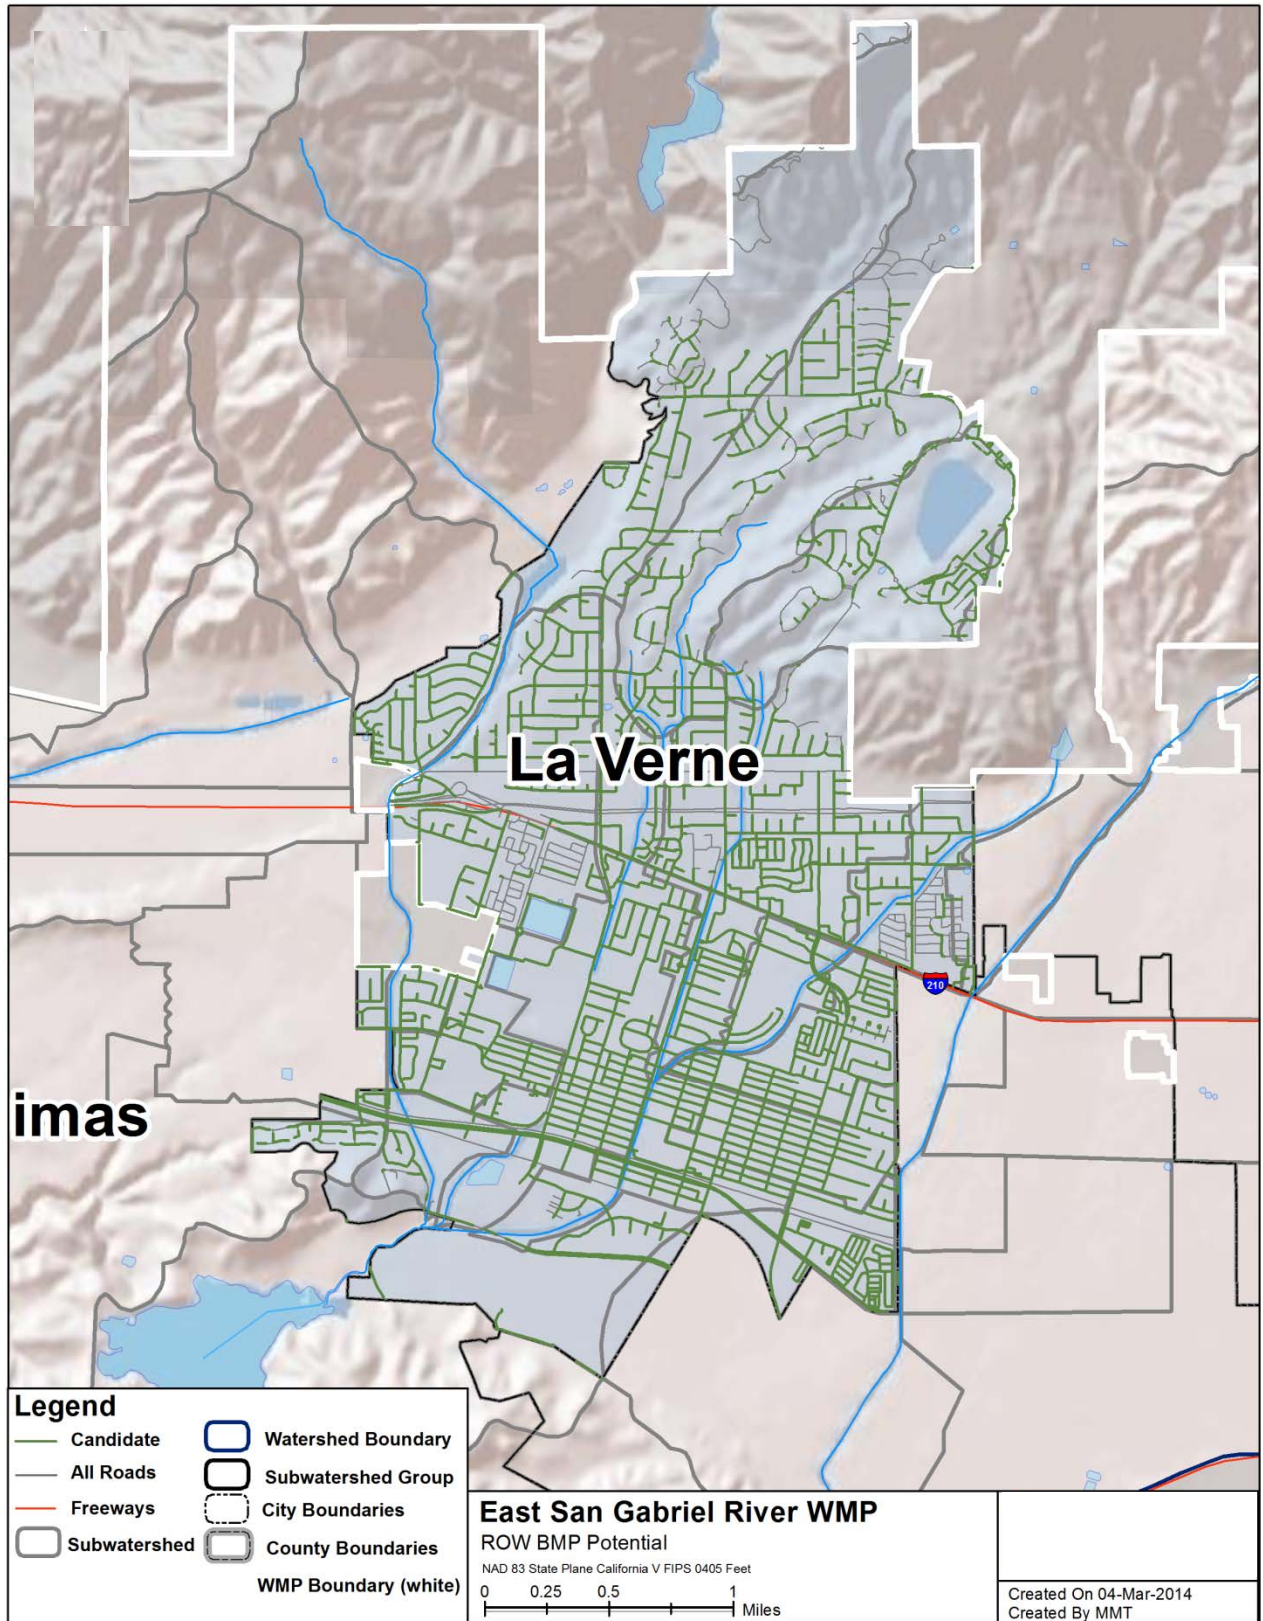 La Verne
210
imas
Legend
Candidate
All Roads
Freeways
Subwatershed
Watershed Boundary
Subwatershed Group
City Boundaries
County Boundaries
WMP Boundary (white)
East San Gabriel River WMP
ROW BMP Potential
NAD 83 State Plane California V FIPS 0405 Feet
0 0.25 0.5 1
Miles
Created On 04-Mar-2014
Created By MMT